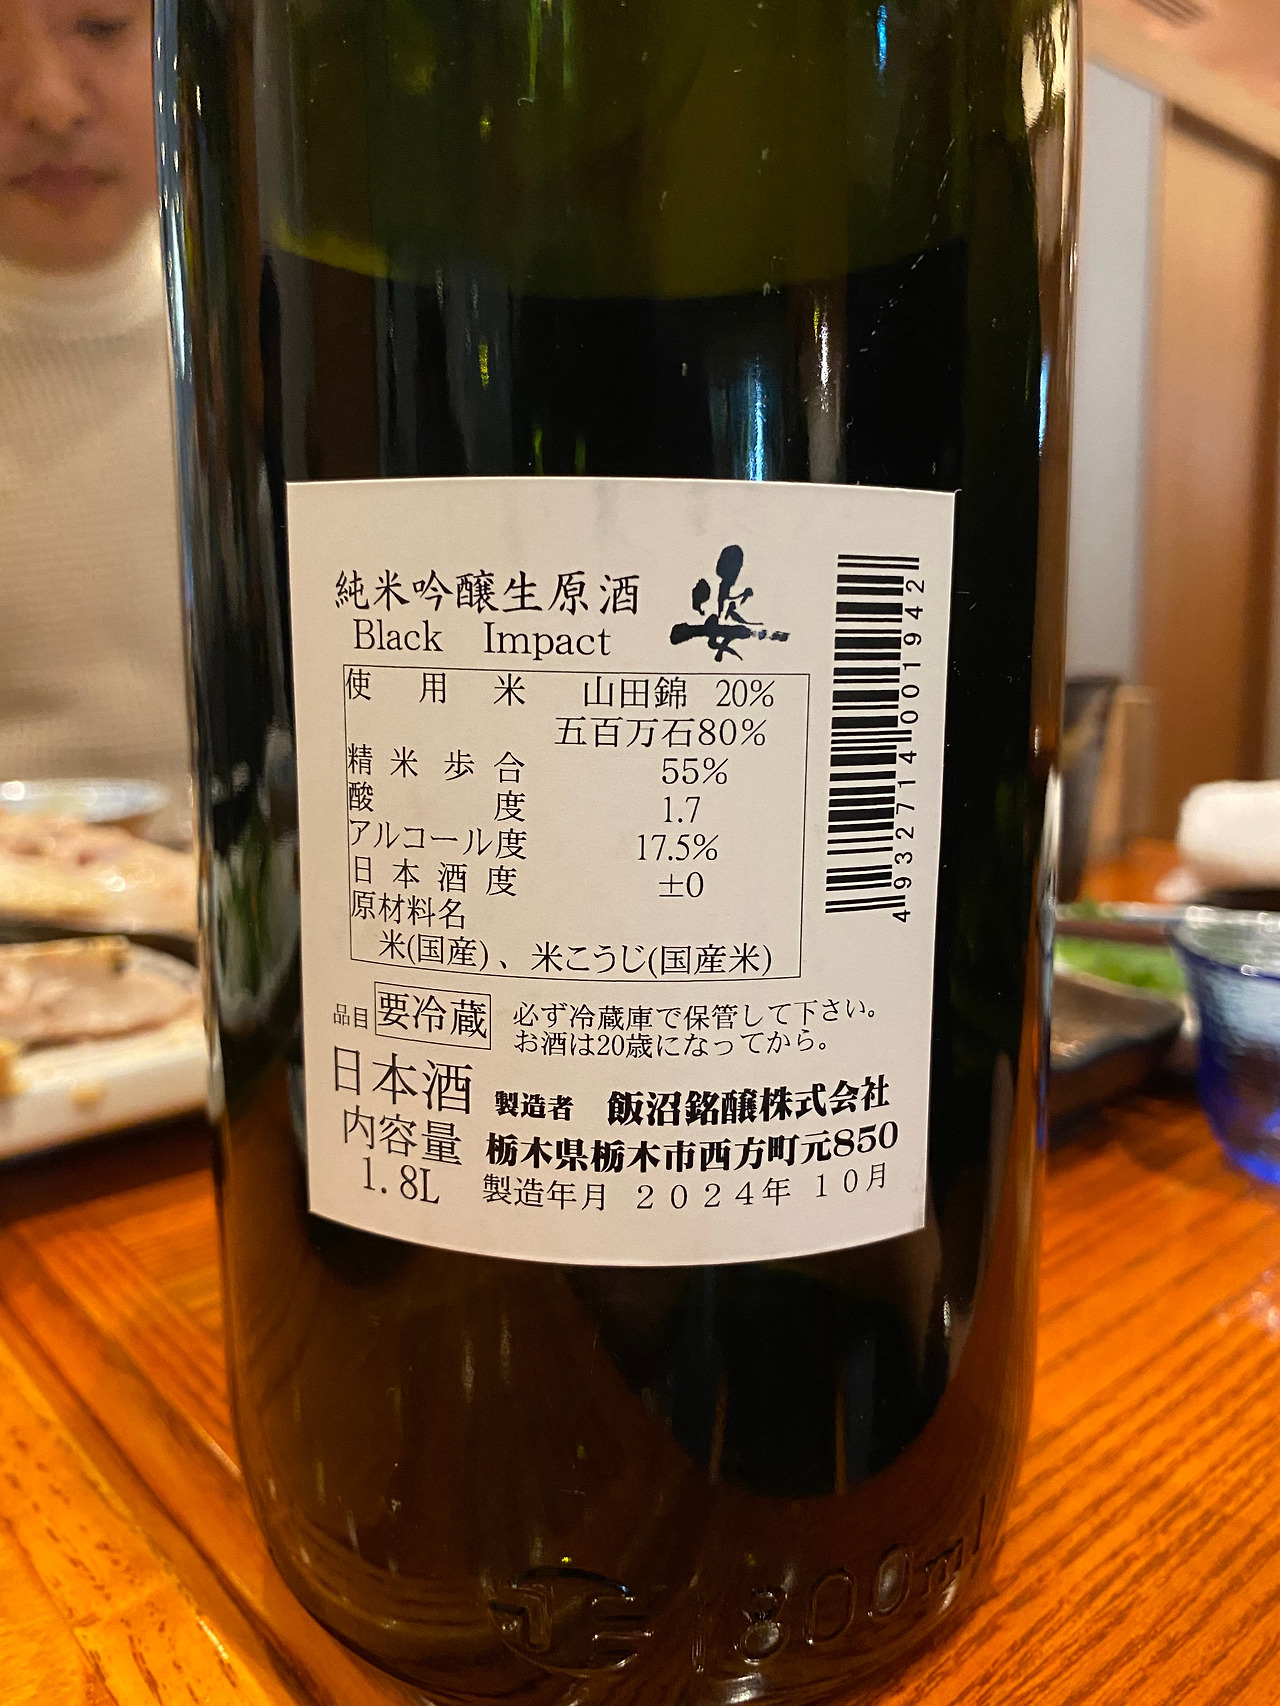 純米吟醸生原酒 姿
Black Impact
使用米 山田錦 20%
五百万石80%
精米歩合 55%
酸度 1.7
アルコール度 17.5%
日本酒度 ±0
原材料名
米(国産)、米こうじ(国産米)
品目 要冷蔵 必ず冷蔵庫で保管して下さい。
お酒は20歳になってから。
日本酒 製造者 飯沼銘醸株式会社
内容量 栃木県栃木市西方町元850
1.8L 製造年月 2024年 10月
4932714001942
1800ml